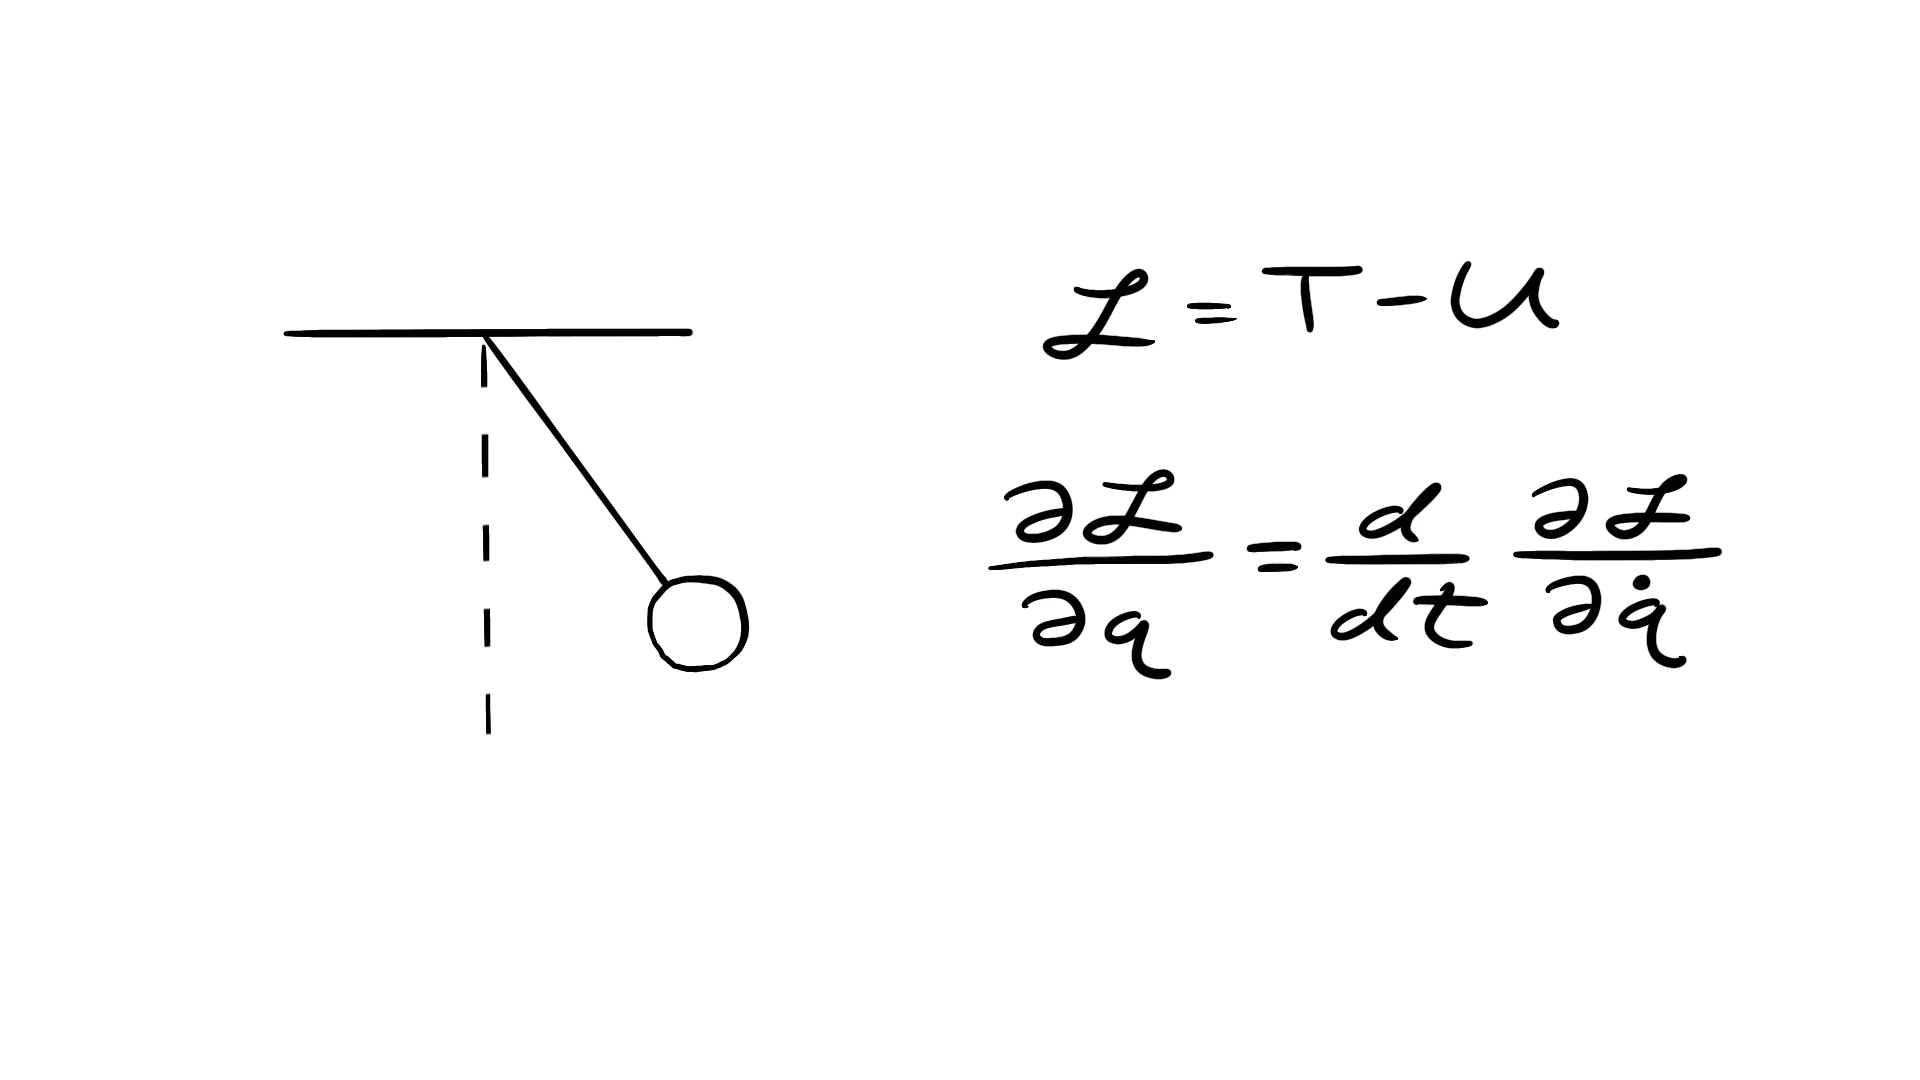 ℒ = T - U
∂ℒ/∂q = d/dt ∂ℒ/∂q̇